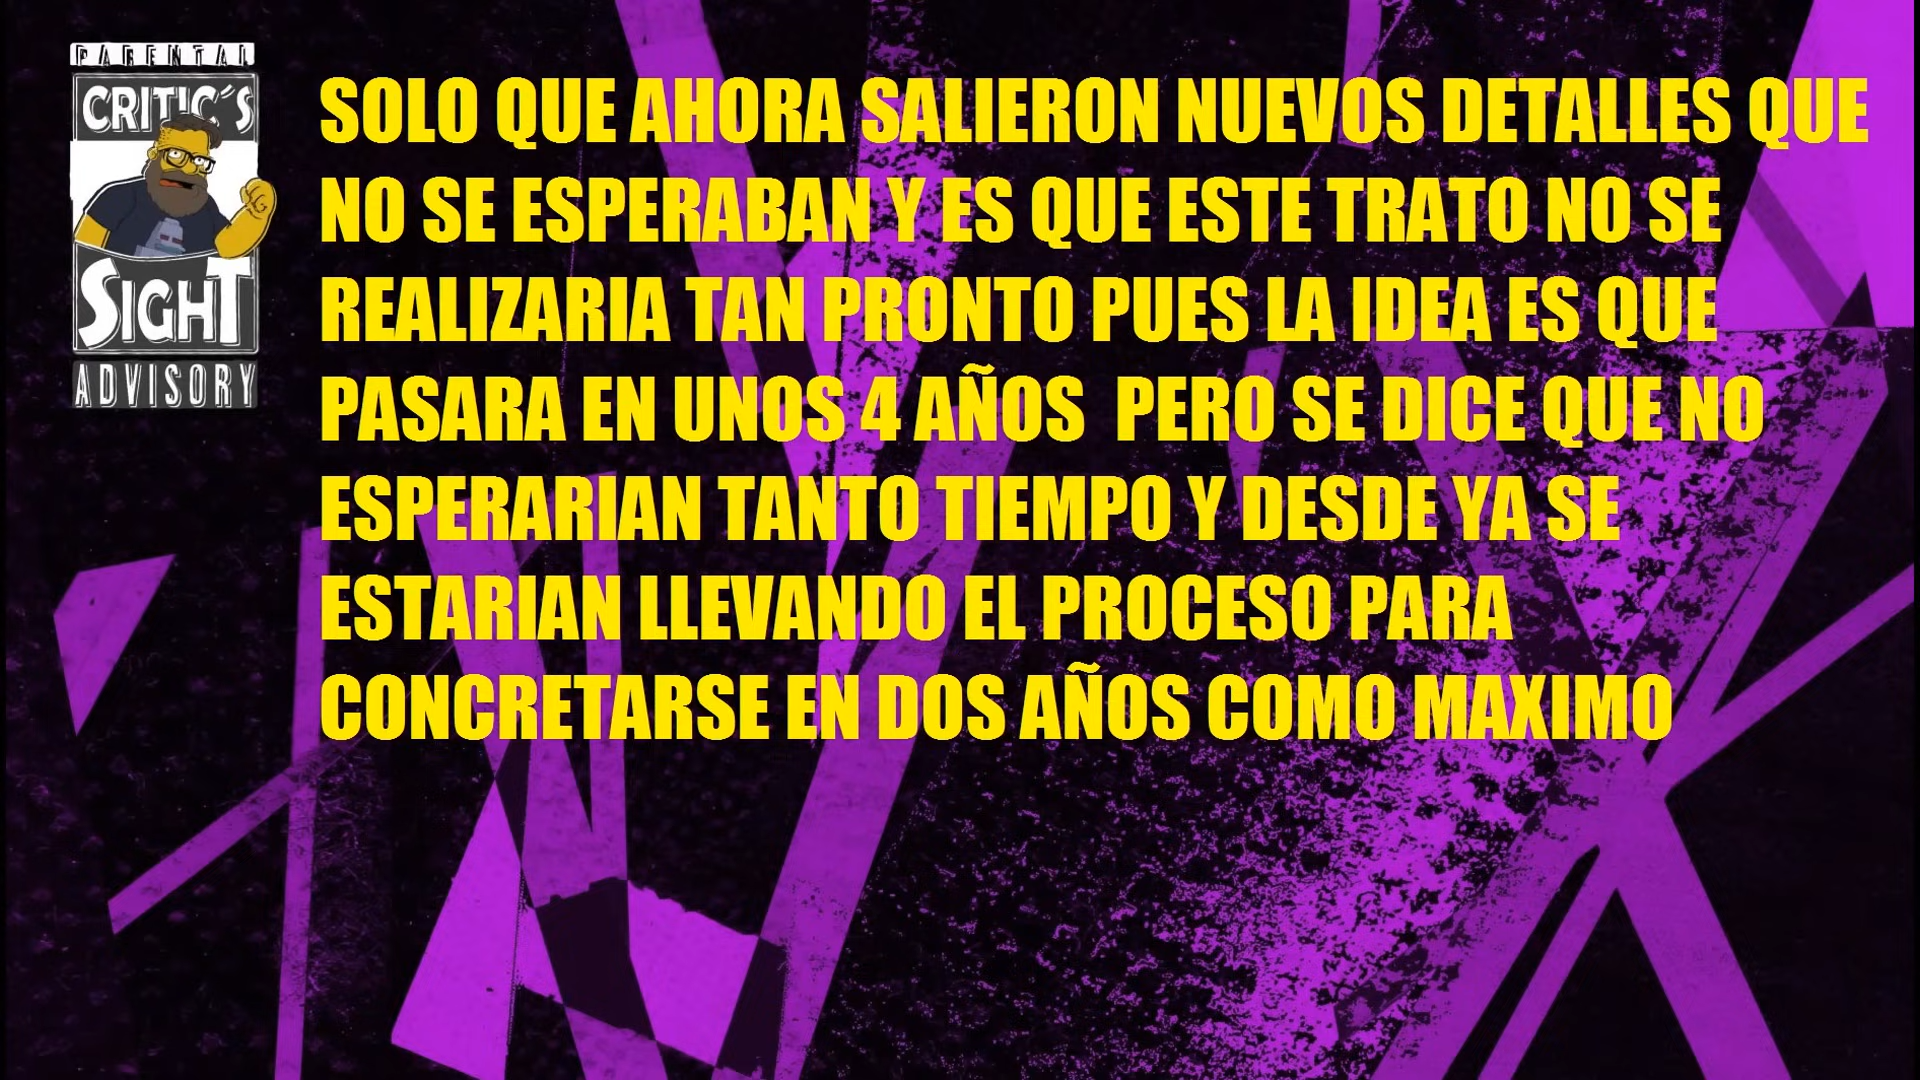 PARENTAL
CRITIC´S
SIGHT
ADVISORY
SOLO QUE AHORA SALIERON NUEVOS DETALLES QUE
NO SE ESPERABAN Y ES QUE ESTE TRATO NO SE
REALIZARIA TAN PRONTO PUES LA IDEA ES QUE
PASARA EN UNOS 4 AÑOS  PERO SE DICE QUE NO
ESPERARIAN TANTO TIEMPO Y DESDE YA SE
ESTARIAN LLEVANDO EL PROCESO PARA
CONCRETARSE EN DOS AÑOS COMO MAXIMO